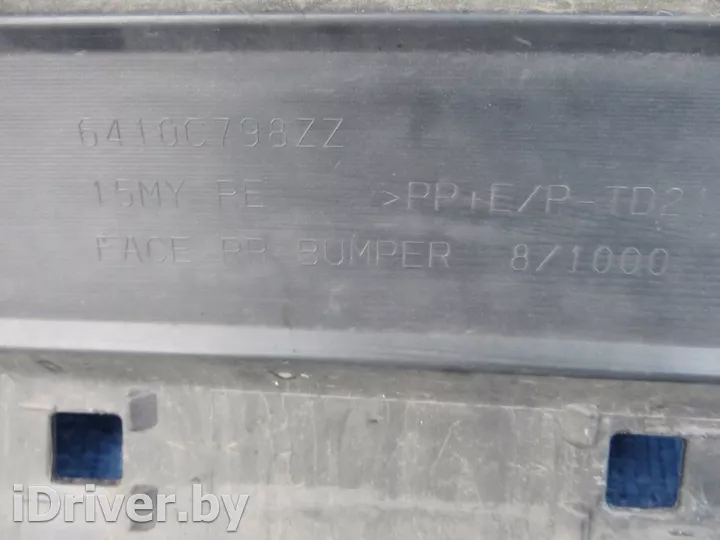 6410C798ZZ
15MY RE >PP+E/P-TD2
FACE RR BUMPER 8/1000
iDriver.by